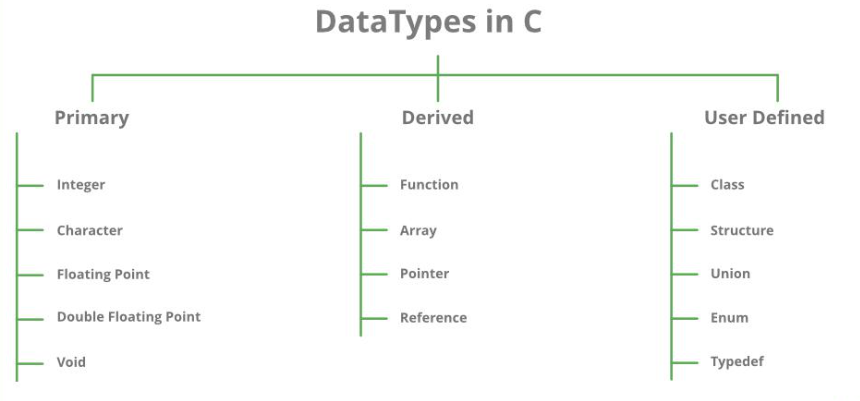 DataTypes in C
Primary
Integer
Character
Floating Point
Double Floating Point
Void
Derived
Function
Array
Pointer
Reference
User Defined
Class
Structure
Union
Enum
Typedef